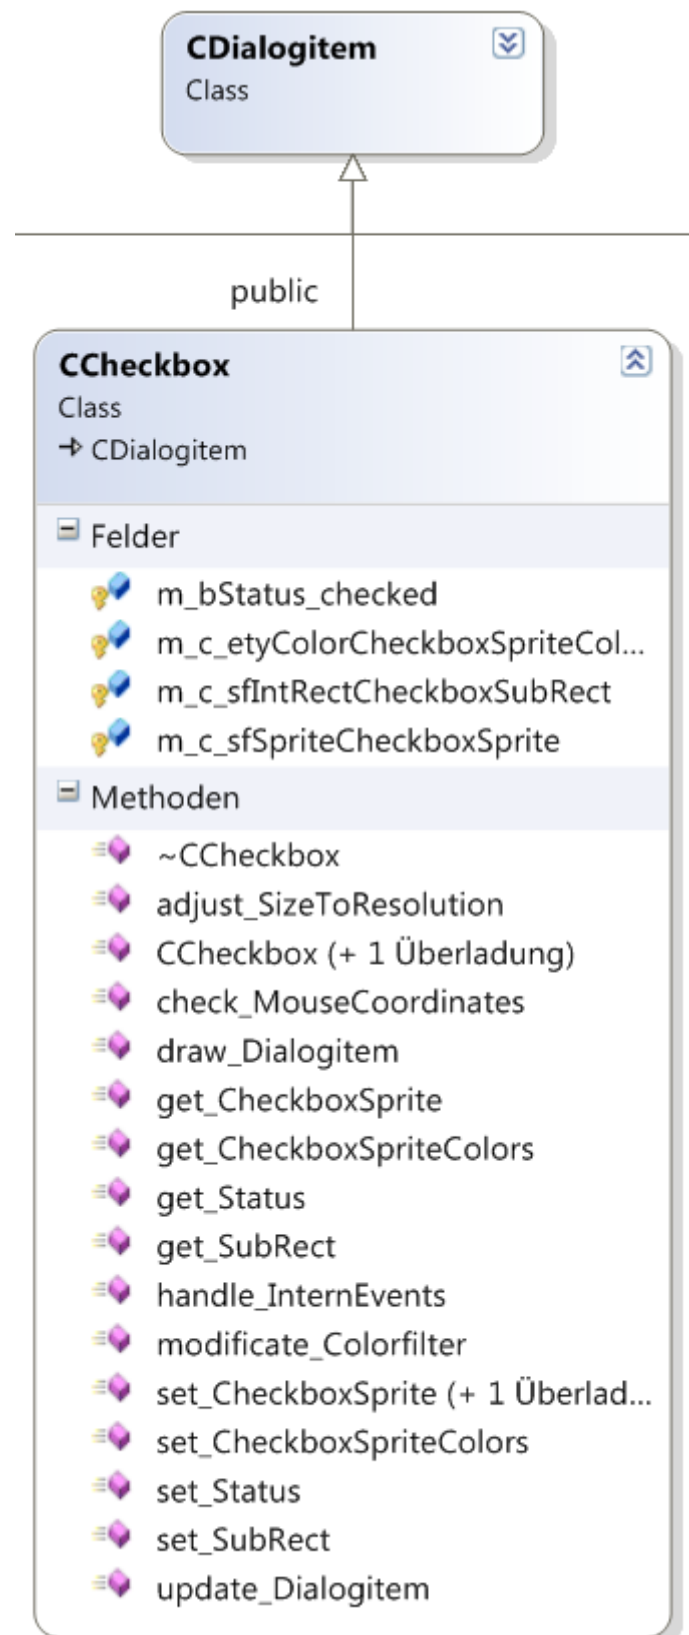 CDialogitem
Class
public
CCheckbox
Class
CDialogitem
Felder
m_bStatus_checked
m_c_etyColorCheckboxSpriteCol...
m_c_sfIntRectCheckboxSubRect
m_c_sfSpriteCheckboxSprite
Methoden
~CCheckbox
adjust_SizeToResolution
CCheckbox (+ 1 Überladung)
check_MouseCoordinates
draw_Dialogitem
get_CheckboxSprite
get_CheckboxSpriteColors
get_Status
get_SubRect
handle_InternEvents
modificate_Colorfilter
set_CheckboxSprite (+ 1 Überlad...
set_CheckboxSpriteColors
set_Status
set_SubRect
update_Dialogitem